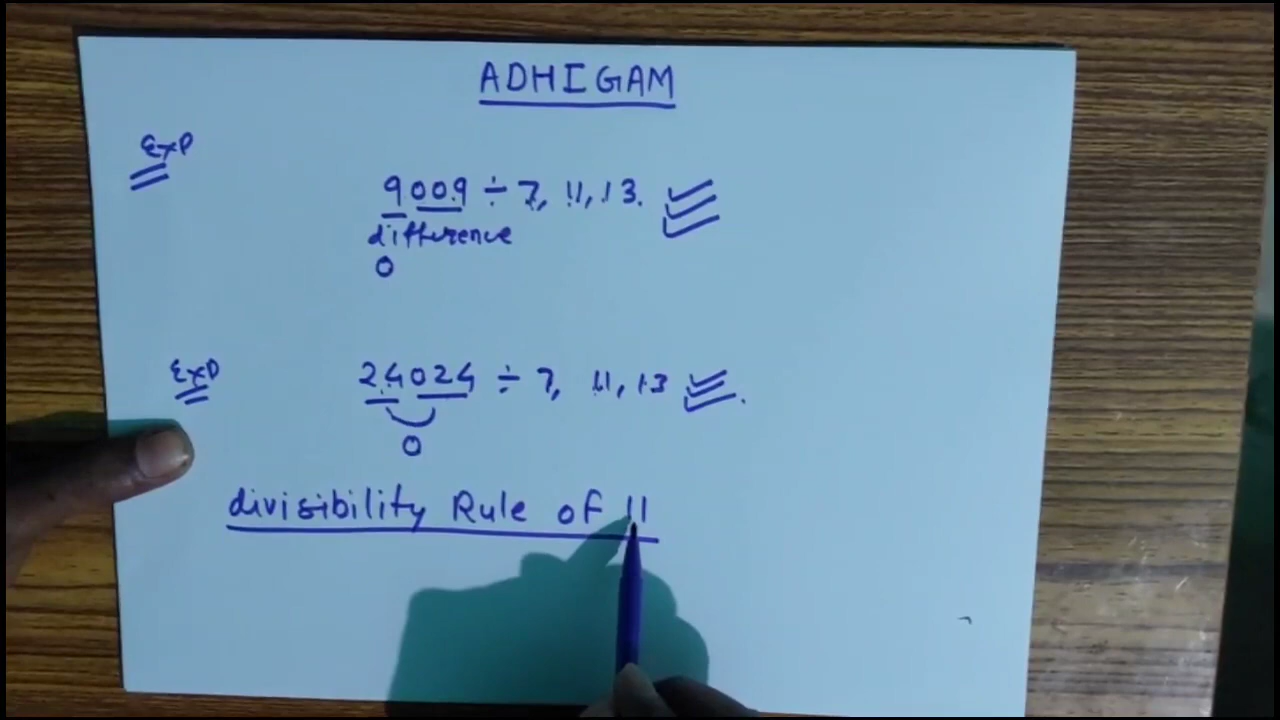 ADHIGAM
Exp
9009 ÷ 7, 11, 13.
difference
0
Exp
24024 ÷ 7, 11, 13
0
divisibility Rule of 11